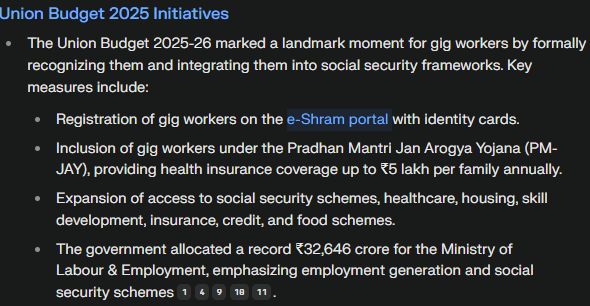 Union Budget 2025 Initiatives
• The Union Budget 2025-26 marked a landmark moment for gig workers by formally
recognizing them and integrating them into social security frameworks. Key
measures include:
• Registration of gig workers on the e-Shram portal with identity cards.
• Inclusion of gig workers under the Pradhan Mantri Jan Arogya Yojana (PM-
JAY), providing health insurance coverage up to ₹5 lakh per family annually.
• Expansion of access to social security schemes, healthcare, housing, skill
development, insurance, credit, and food schemes.
• The government allocated a record ₹32,646 crore for the Ministry of
Labour & Employment, emphasizing employment generation and social
security schemes 1 4 9 10 11 .